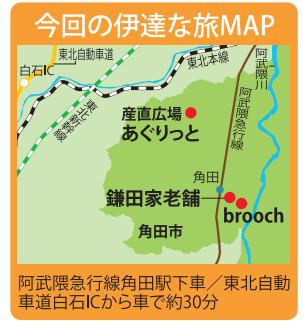 今回の伊達な旅MAP
白石IC
東北自動車道
東北本線
阿武隈川
東北新幹線
阿武隈急行線
産直広場
あぐりっと
角田
鎌田家老舗
brooch
角田市
阿武隈急行線角田駅下車／東北自動
車道白石ICから車で約30分